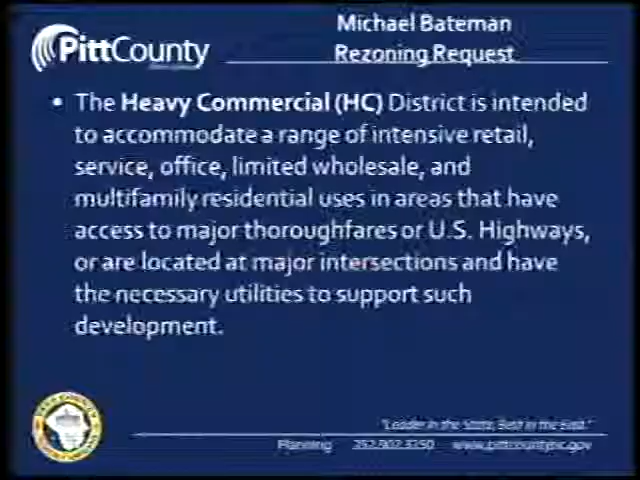 Michael Bateman
PittCounty
Rezoning Request
• The Heavy Commercial (HC) District is intended
to accommodate a range of intensive retail,
service, office, limited wholesale, and
multifamily residential uses in areas that have
access to major thoroughfares or U.S. Highways,
or are located at major intersections and have
the necessary utilities to support such
development.
"Leader in the State, Best in the East."
Planning 252.902.3250 www.pittcountync.gov